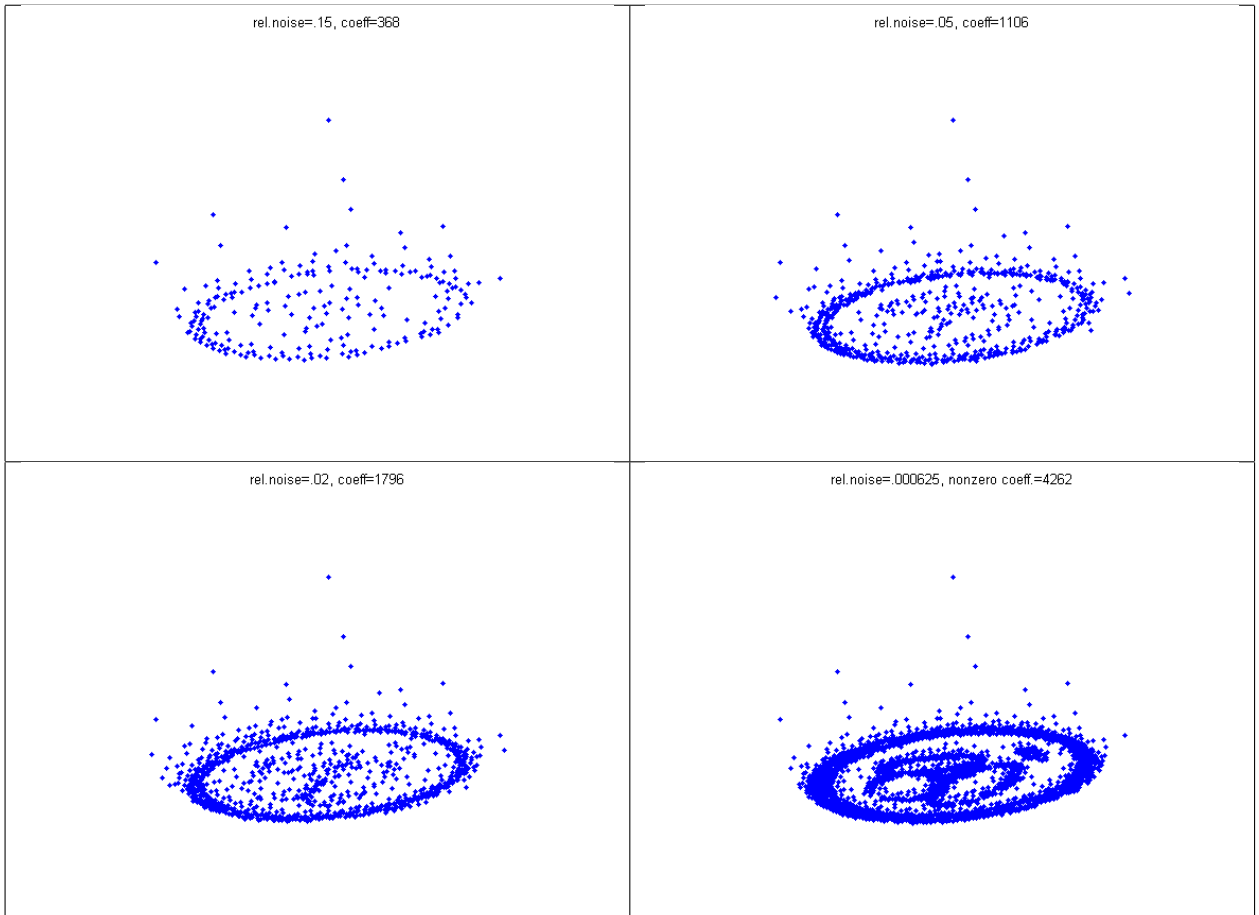 rel.noise=.15, coeff=368
rel.noise=.05, coeff=1106
rel.noise=.02, coeff=1796
rel.noise=.000625, nonzero coeff.=4262